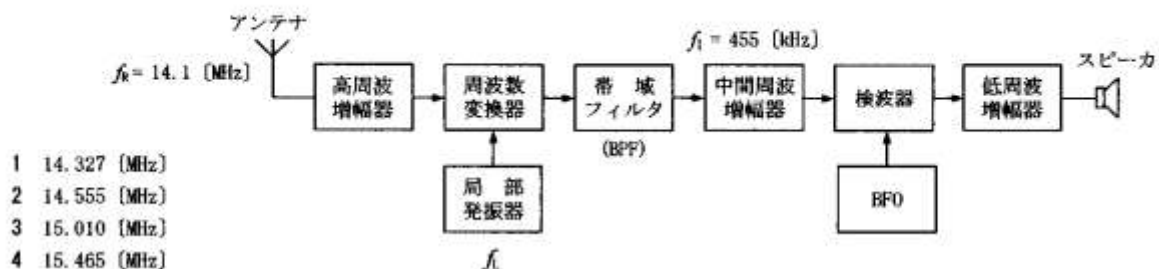 アンテナ
f_R = 14.1 [MHz]
f_i = 455 [kHz]
スピーカ
高周波
増幅器
周波数
変換器
帯 域
フィルタ
(BPF)
中間周波
増幅器
検波器
低周波
増幅器
局 部
発振器
f_L
BFO
1 14.327 [MHz]
2 14.555 [MHz]
3 15.010 [MHz]
4 15.465 [MHz]